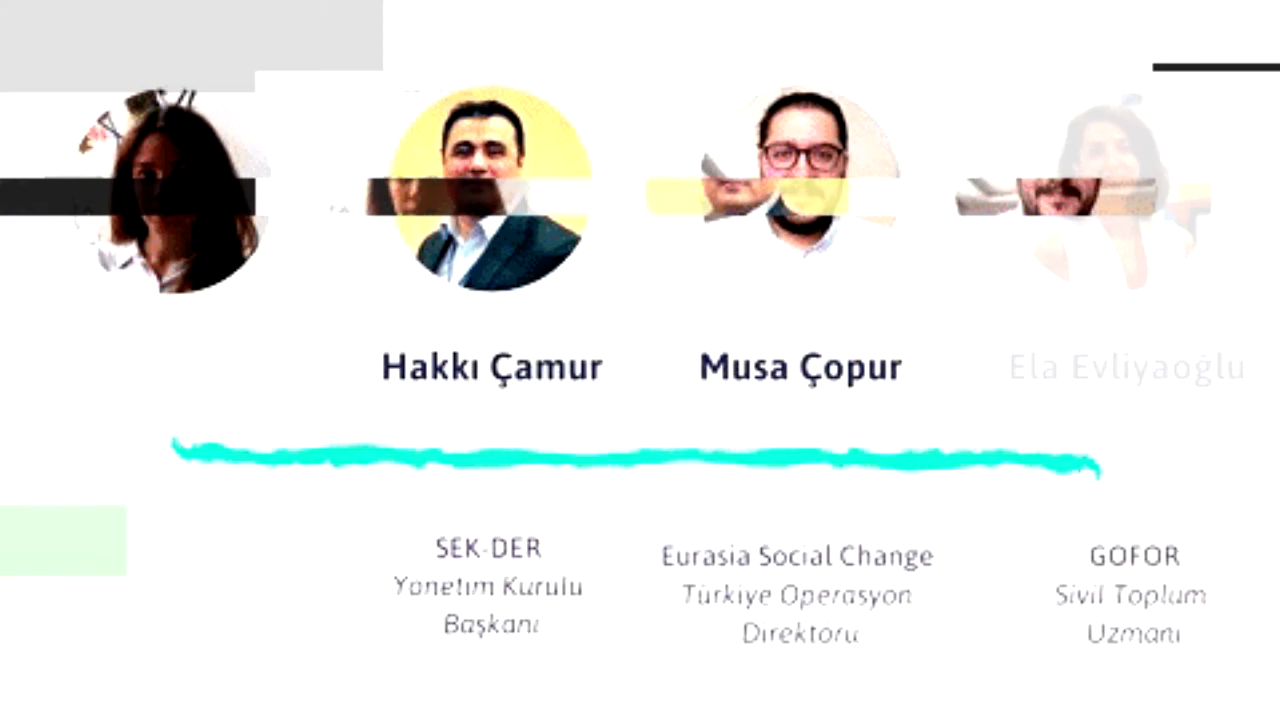 Hakkı Çamur
Musa Çopur
Ela Evliyaoğlu
SEK-DER
Yönetim Kurulu
Başkanı
Eurasia Social Change
Türkiye Operasyon
Direktörü
GOFOR
Sivil Toplum
Uzmanı